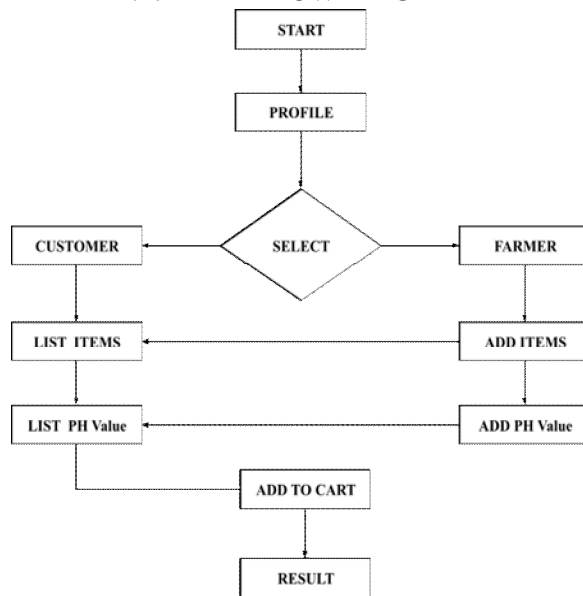 START
PROFILE
CUSTOMER
SELECT
FARMER
LIST ITEMS
ADD ITEMS
LIST PH Value
ADD PH Value
ADD TO CART
RESULT